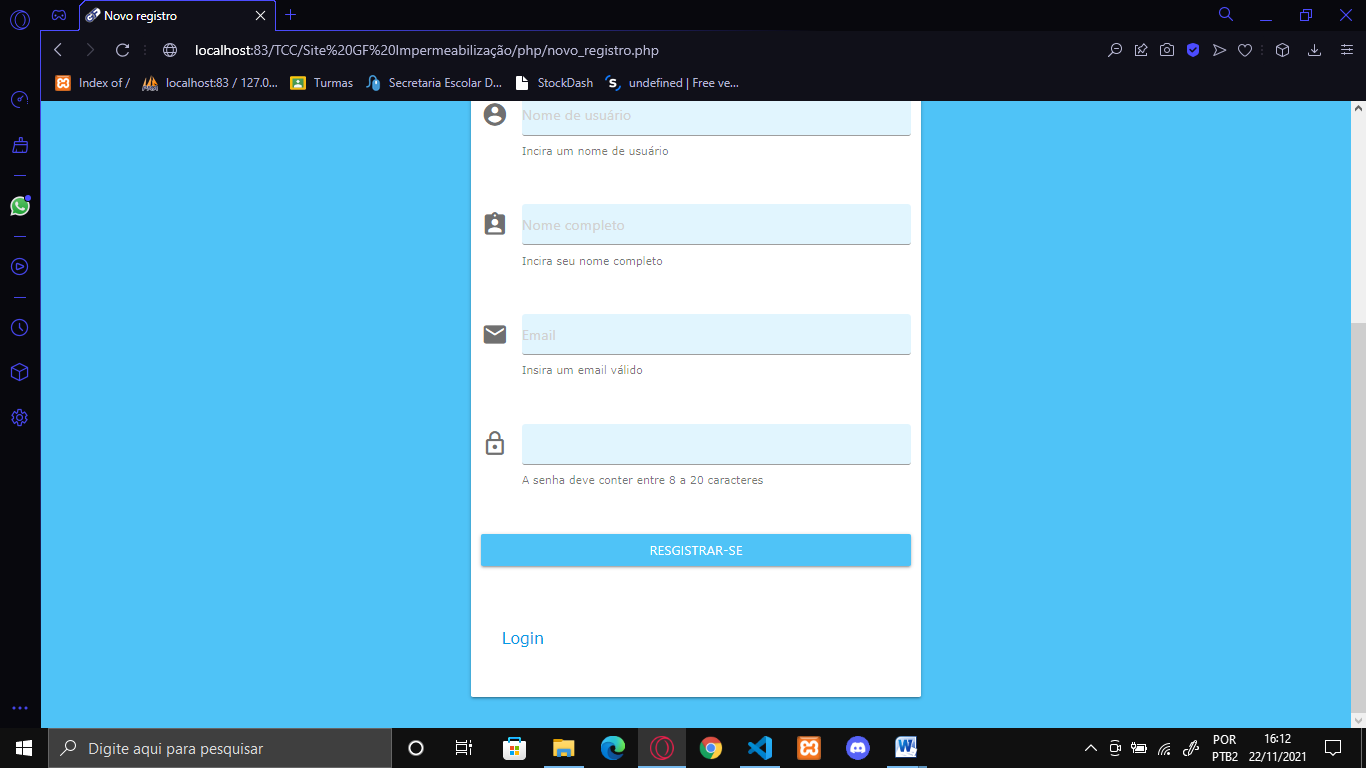 Novo registro
localhost:83/TCC/Site%20GF%20Impermeabilização/php/novo_registro.php
Index of /
localhost:83 / 127.0...
Turmas
Secretaria Escolar D...
StockDash
undefined | Free ve...
Nome de usuário
Incira um nome de usuário
Nome completo
Incira seu nome completo
Email
Insira um email válido
A senha deve conter entre 8 a 20 caracteres
RESGISTRAR-SE
Login
Digite aqui para pesquisar
POR
PTB2
16:12
22/11/2021